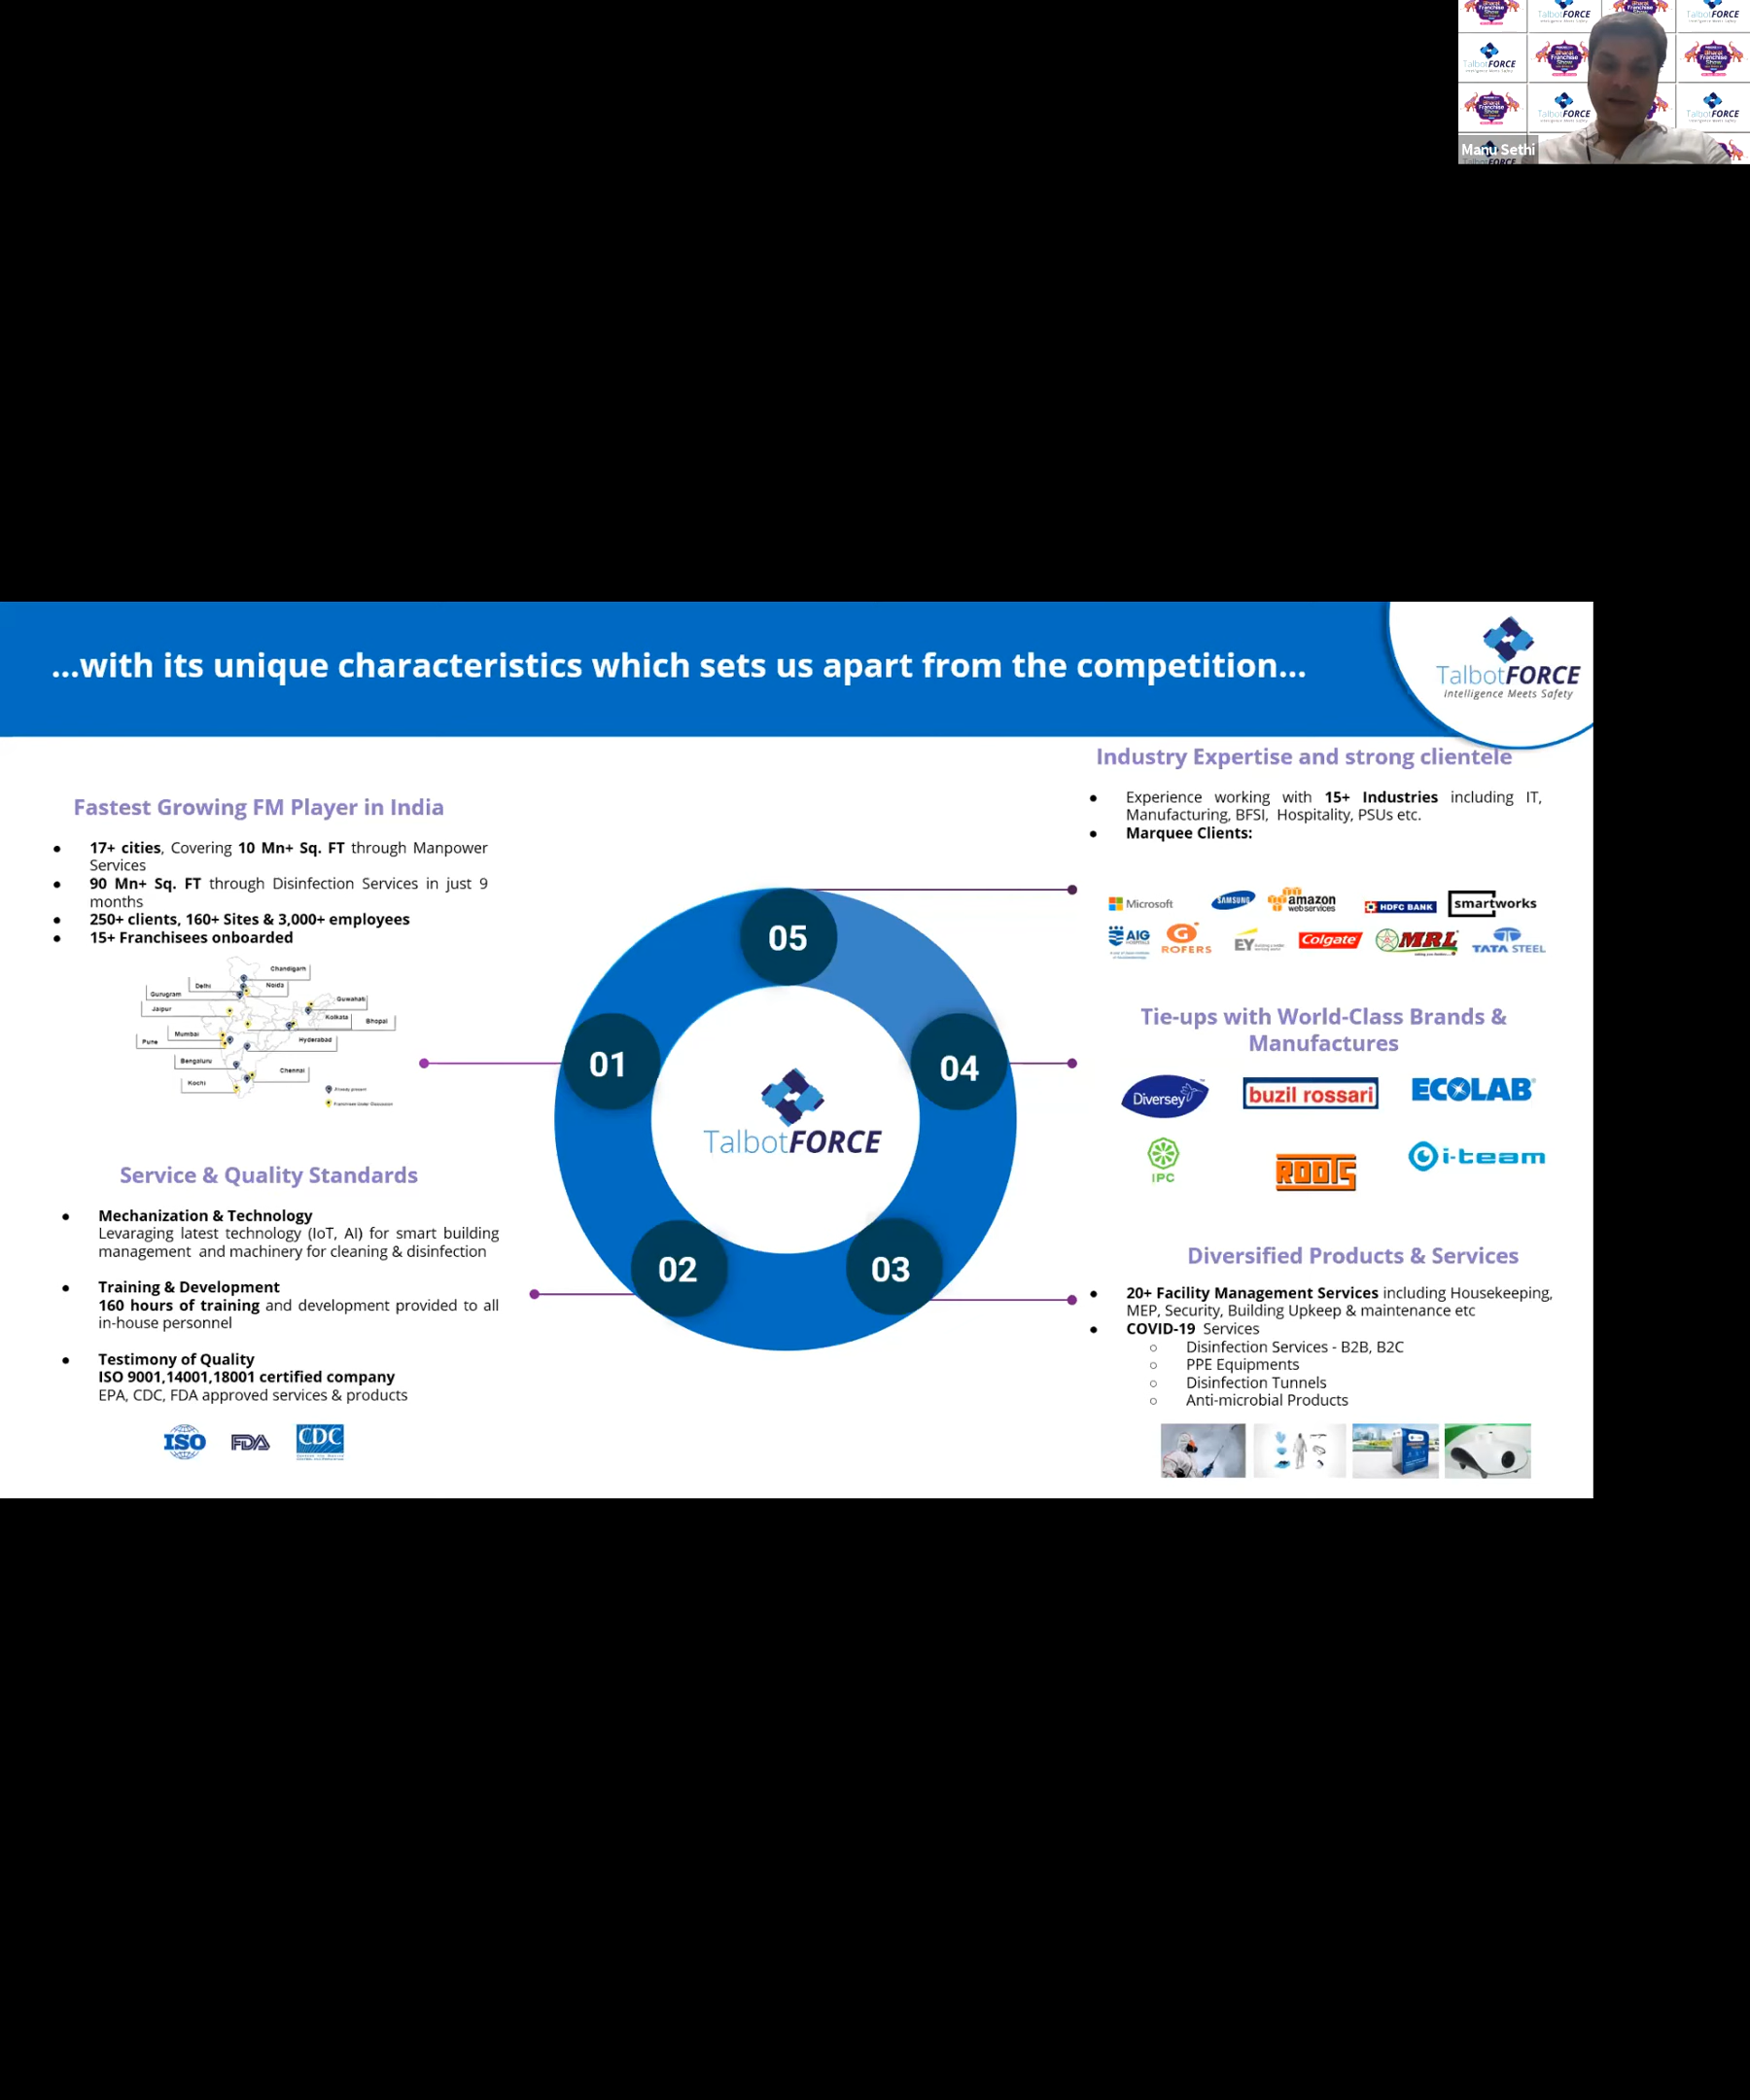 TalbotFORCE
TalbotFORCE
TalbotFORCE
Bharat Franchise Show
TalbotFORCE
TalbotFORCE
Manu Sethi
...with its unique characteristics which sets us apart from the competition...
TalbotFORCE
Intelligence Meets Safety
Fastest Growing FM Player in India
● 17+ cities, Covering 10 Mn+ Sq. FT through Manpower
Services
● 90 Mn+ Sq. FT through Disinfection Services in just 9
months
● 250+ clients, 160+ Sites & 3,000+ employees
● 15+ Franchisees onboarded
Chandigarh
Delhi
Noida
Gurugram
Guwahati
Jaipur
Kolkata
Bhopal
Mumbai
Pune
Hyderabad
Bengaluru
Chennai
Kochi
Service & Quality Standards
● Mechanization & Technology
Levaraging latest technology (IoT, AI) for smart building
management and machinery for cleaning & disinfection
● Training & Development
160 hours of training and development provided to all
in-house personnel
● Testimony of Quality
ISO 9001,14001,18001 certified company
EPA, CDC, FDA approved services & products
ISO
FDA
CDC
05
01
04
02
03
TalbotFORCE
Industry Expertise and strong clientele
● Experience working with 15+ Industries including IT,
Manufacturing, BFSI, Hospitality, PSUs etc.
● Marquee Clients:
Microsoft
SAMSUNG
amazon
webservices
HDFC BANK
smartworks
AIG
HOSPITALS
G
ROFERS
EY
Colgate
MRL
TATA STEEL
Tie-ups with World-Class Brands &
Manufactures
Diversey
buzil rossari
ECOLAB
IPC
ROOTS
i-team
Diversified Products & Services
● 20+ Facility Management Services including Housekeeping,
MEP, Security, Building Upkeep & maintenance etc
● COVID-19 Services
○ Disinfection Services - B2B, B2C
○ PPE Equipments
○ Disinfection Tunnels
○ Anti-microbial Products